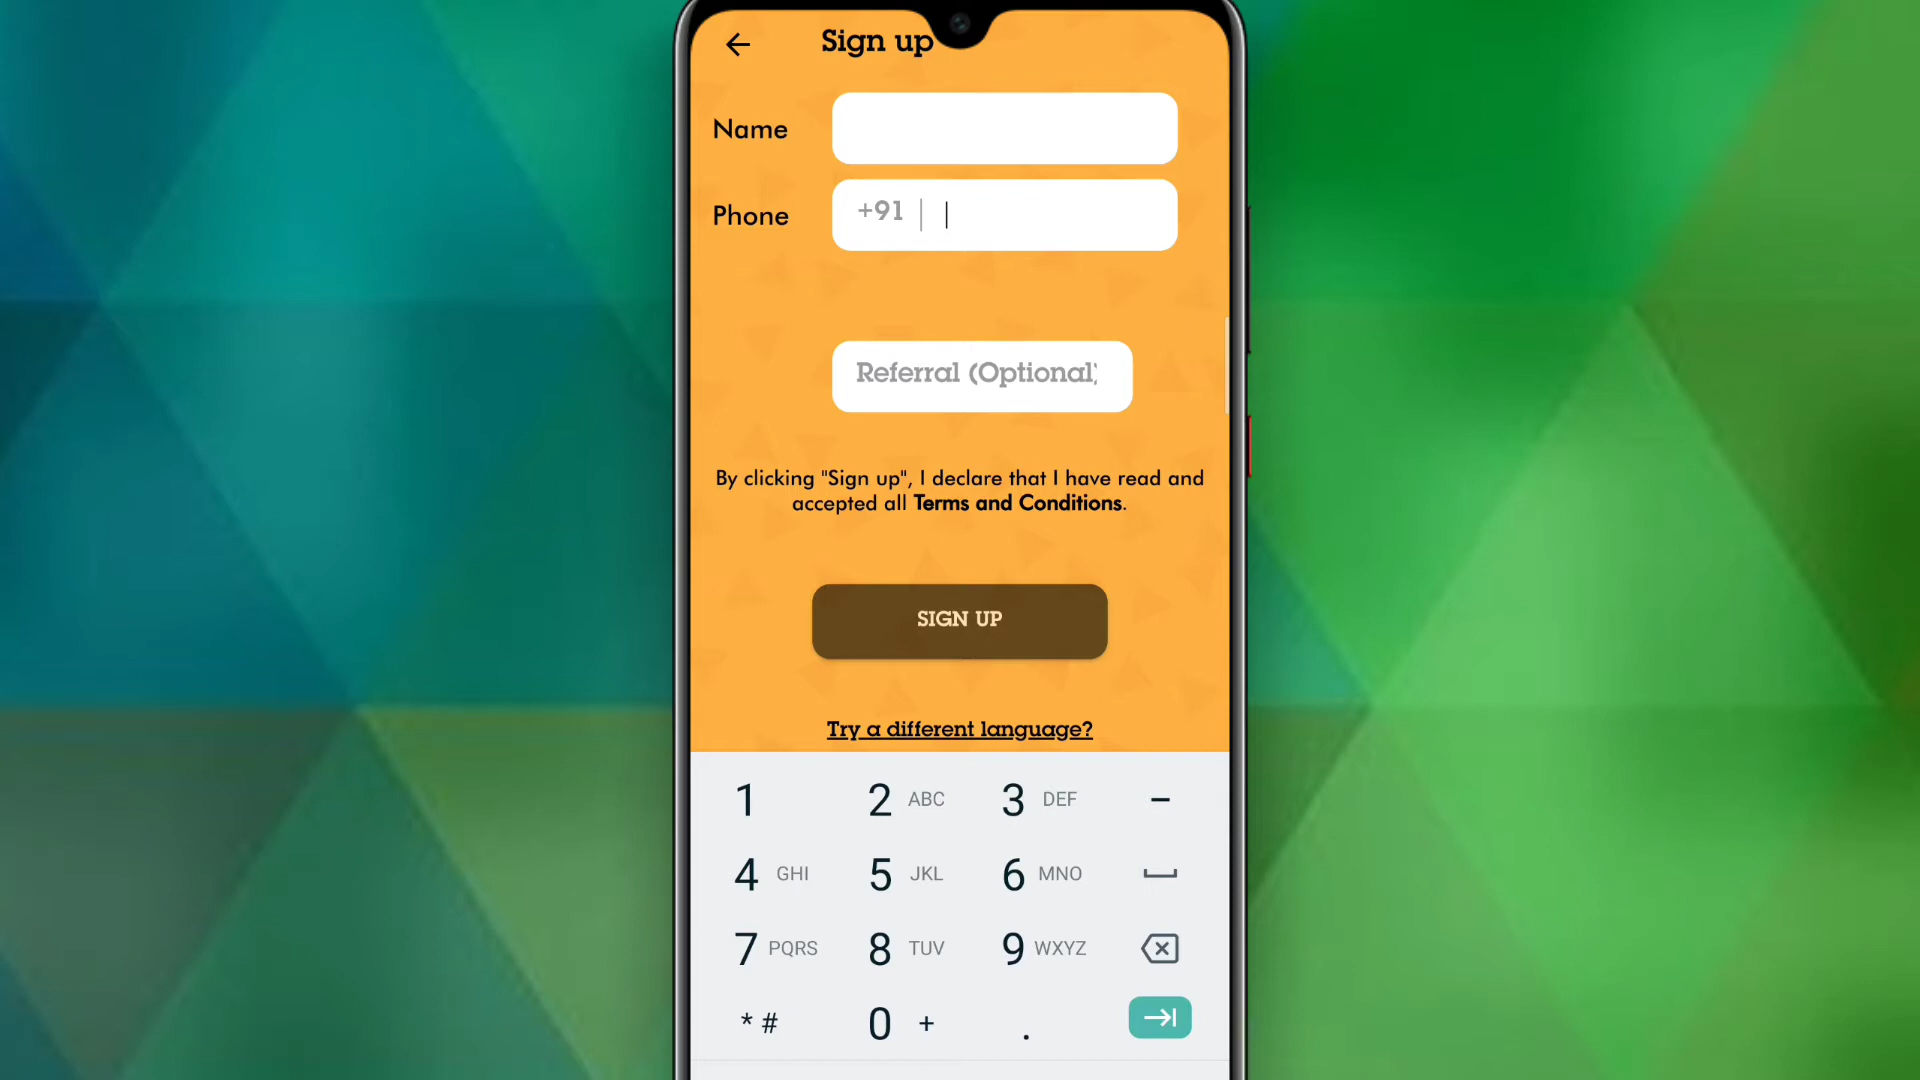 Sign up
Name
Phone +91
Referral (Optional)
By clicking "Sign up", I declare that I have read and
accepted all Terms and Conditions.
SIGN UP
Try a different language?
1 2 ABC 3 DEF -
4 GHI 5 JKL 6 MNO
7 PQRS 8 TUV 9 WXYZ
* # 0 + .